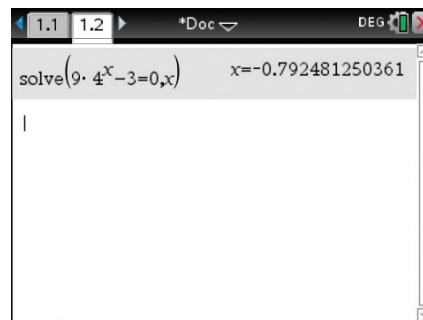 1.1 1.2 *Doc DEG
solve(9· 4^x−3=0,x) x=−0.792481250361